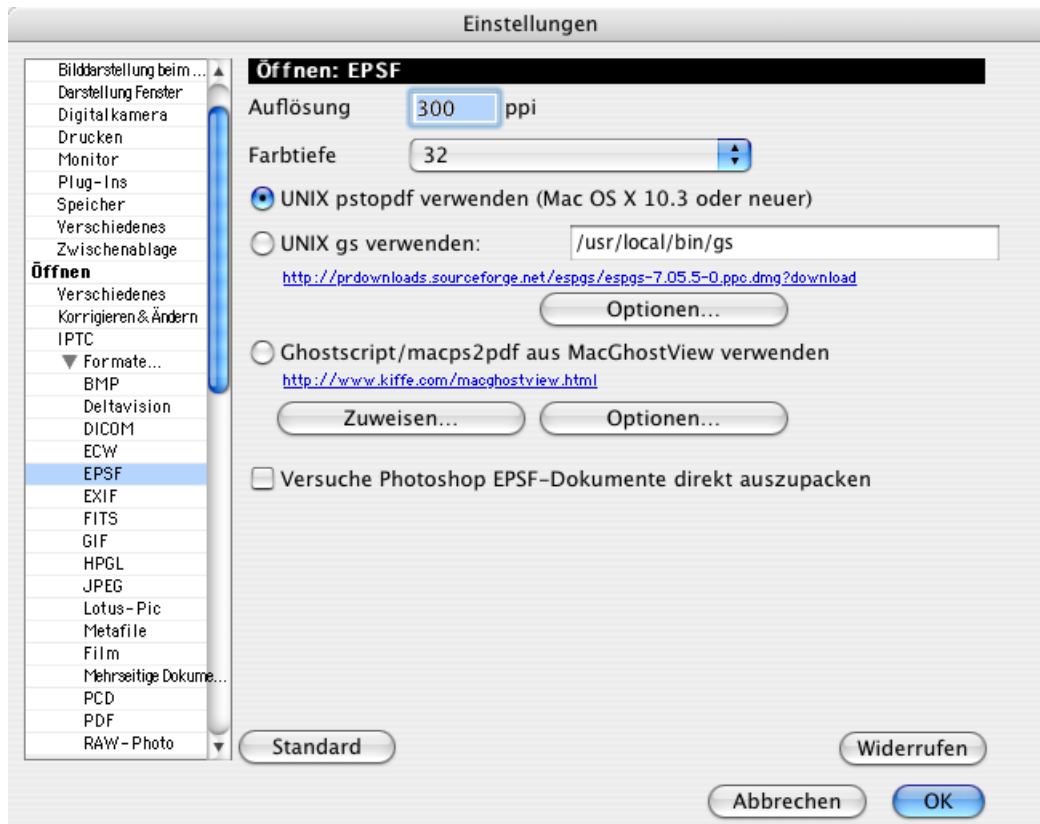 Einstellungen
Bilddarstellung beim ...
Darstellung Fenster
Digitalkamera
Drucken
Monitor
Plug-Ins
Speicher
Verschiedenes
Zwischenablage
Öffnen
Verschiedenes
Korrigieren & Ändern
IPTC
Formate...
BMP
Deltavision
DICOM
ECW
EPSF
EXIF
FITS
GIF
HPGL
JPEG
Lotus-Pic
Metafile
Film
Mehrseitige Dokume...
PCD
PDF
RAW-Photo
Öffnen: EPSF
Auflösung 300 ppi
Farbtiefe 32
UNIX pstopdf verwenden (Mac OS X 10.3 oder neuer)
UNIX gs verwenden: /usr/local/bin/gs
http://prdownloads.sourceforge.net/espgs/espgs-7.05.5-0.ppc.dmg?download
Optionen...
Ghostscript/macps2pdf aus MacGhostView verwenden
http://www.kiffe.com/macghostview.html
Zuweisen... Optionen...
Versuche Photoshop EPSF-Dokumente direkt auszupacken
Standard Widerrufen
Abbrechen OK